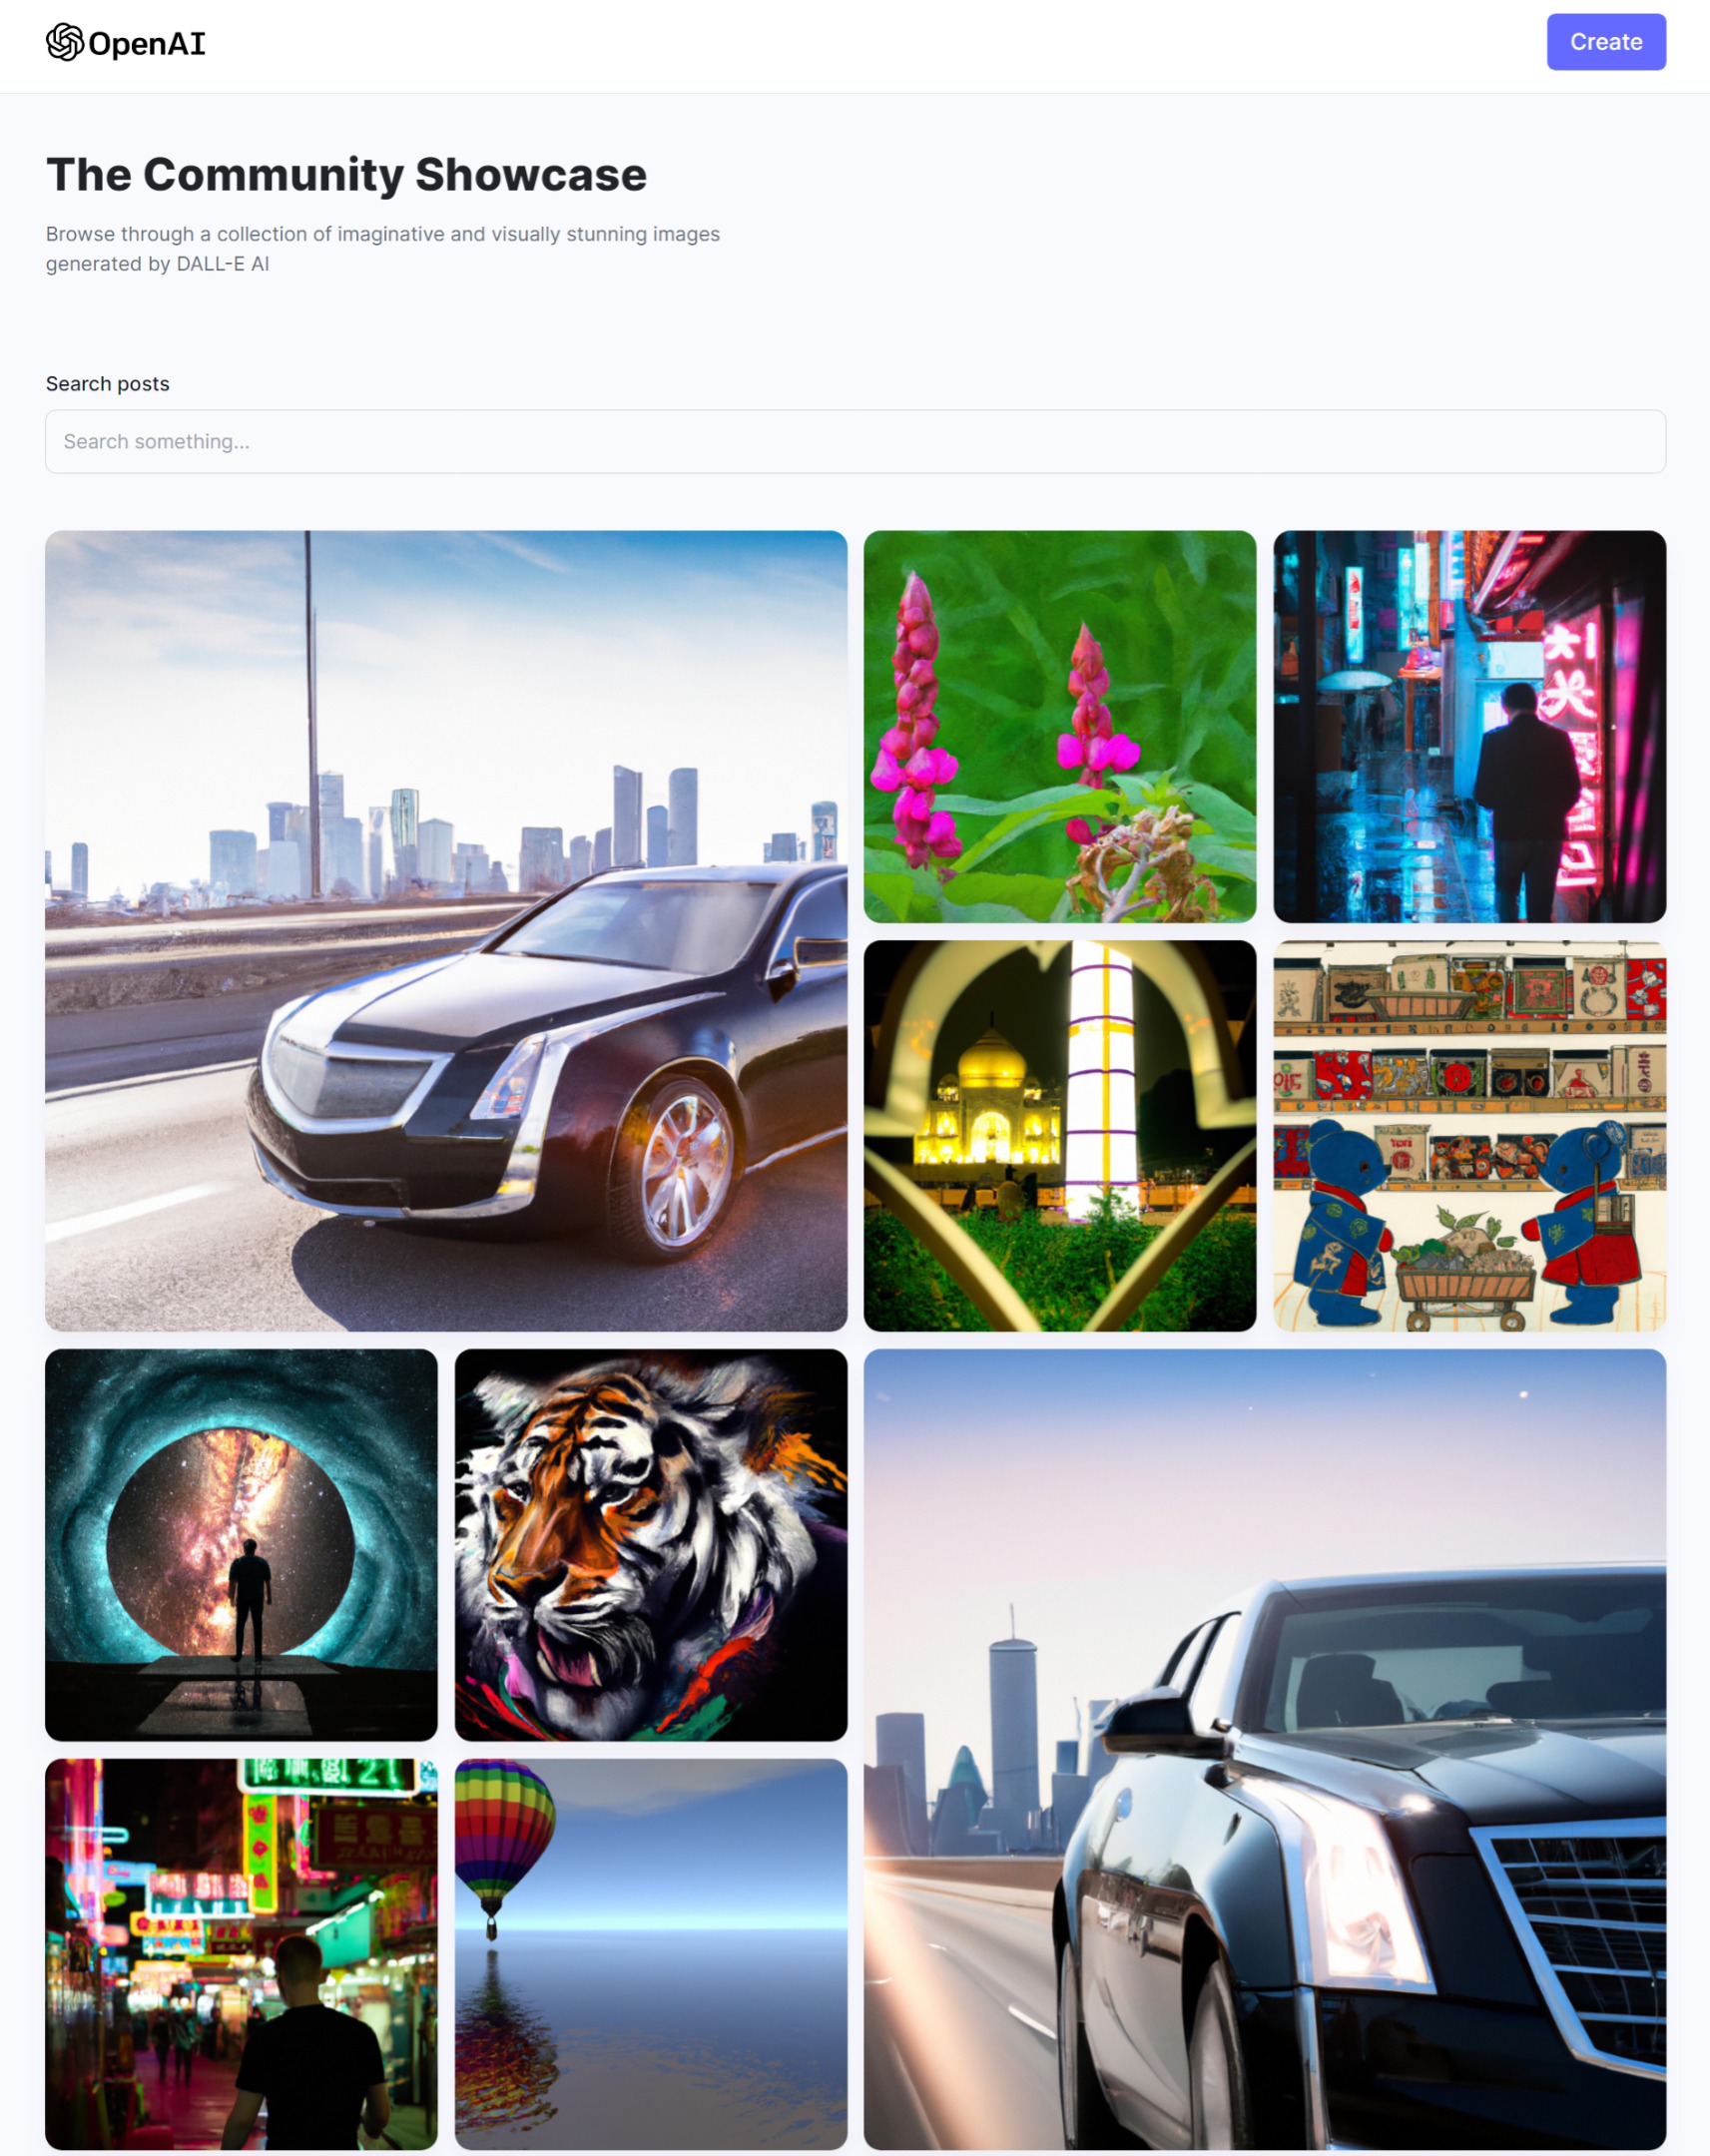 OpenAI
Create
The Community Showcase
Browse through a collection of imaginative and visually stunning images
generated by DALL-E AI
Search posts
Search something...